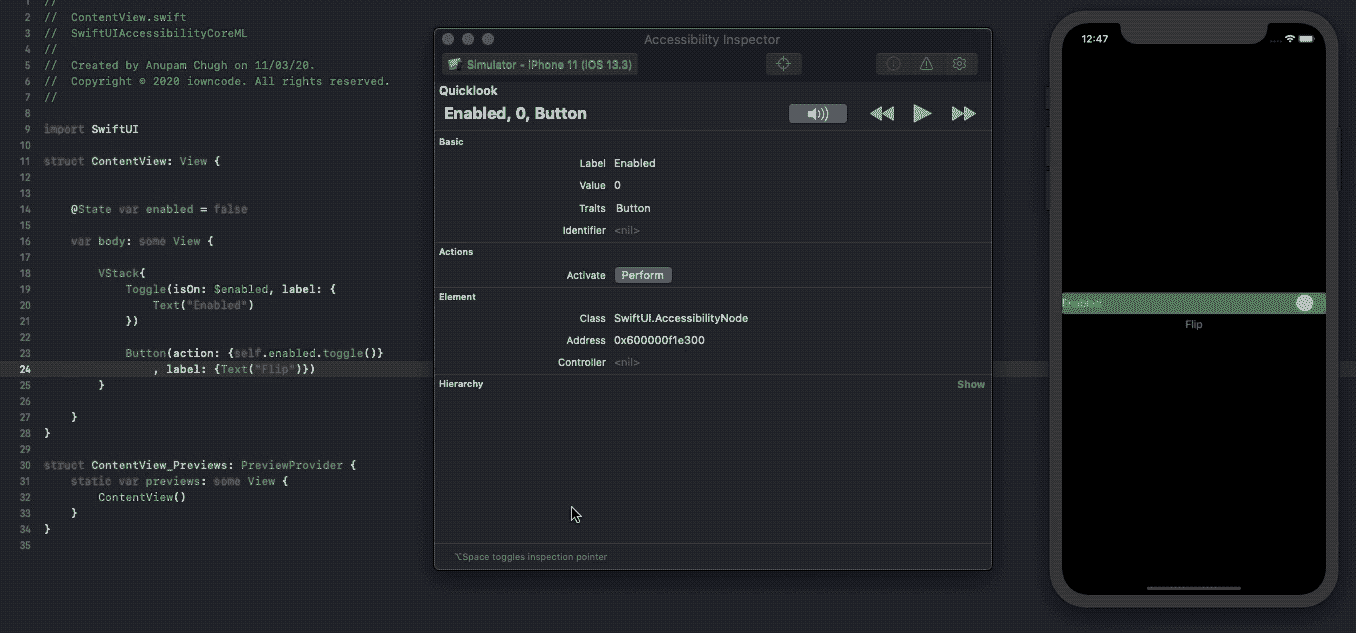 1 //
2 // ContentView.swift
3 // SwiftUIAccessibilityCoreML
4 //
5 // Created by Anupam Chugh on 11/03/20.
6 // Copyright © 2020 iowncode. All rights reserved.
7 //
8
9 import SwiftUI
10
11 struct ContentView: View {
12
13
14 @State var enabled = false
15
16 var body: some View {
17
18 VStack{
19 Toggle(isOn: $enabled, label: {
20 Text("Enabled")
21 })
22
23 Button(action: {self.enabled.toggle()}
24 , label: {Text("Flip")})
25 }
26
27 }
28 }
29
30 struct ContentView_Previews: PreviewProvider {
31 static var previews: some View {
32 ContentView()
33 }
34 }
35
Accessibility Inspector
Simulator - iPhone 11 (iOS 13.3)
Quicklook
Enabled, 0, Button
Basic
Label Enabled
Value 0
Traits Button
Identifier <nil>
Actions
Activate Perform
Element
Class SwiftUI.AccessibilityNode
Address 0x600000f1e300
Controller <nil>
Hierarchy Show
⌥Space toggles inspection pointer
12:47
Flip